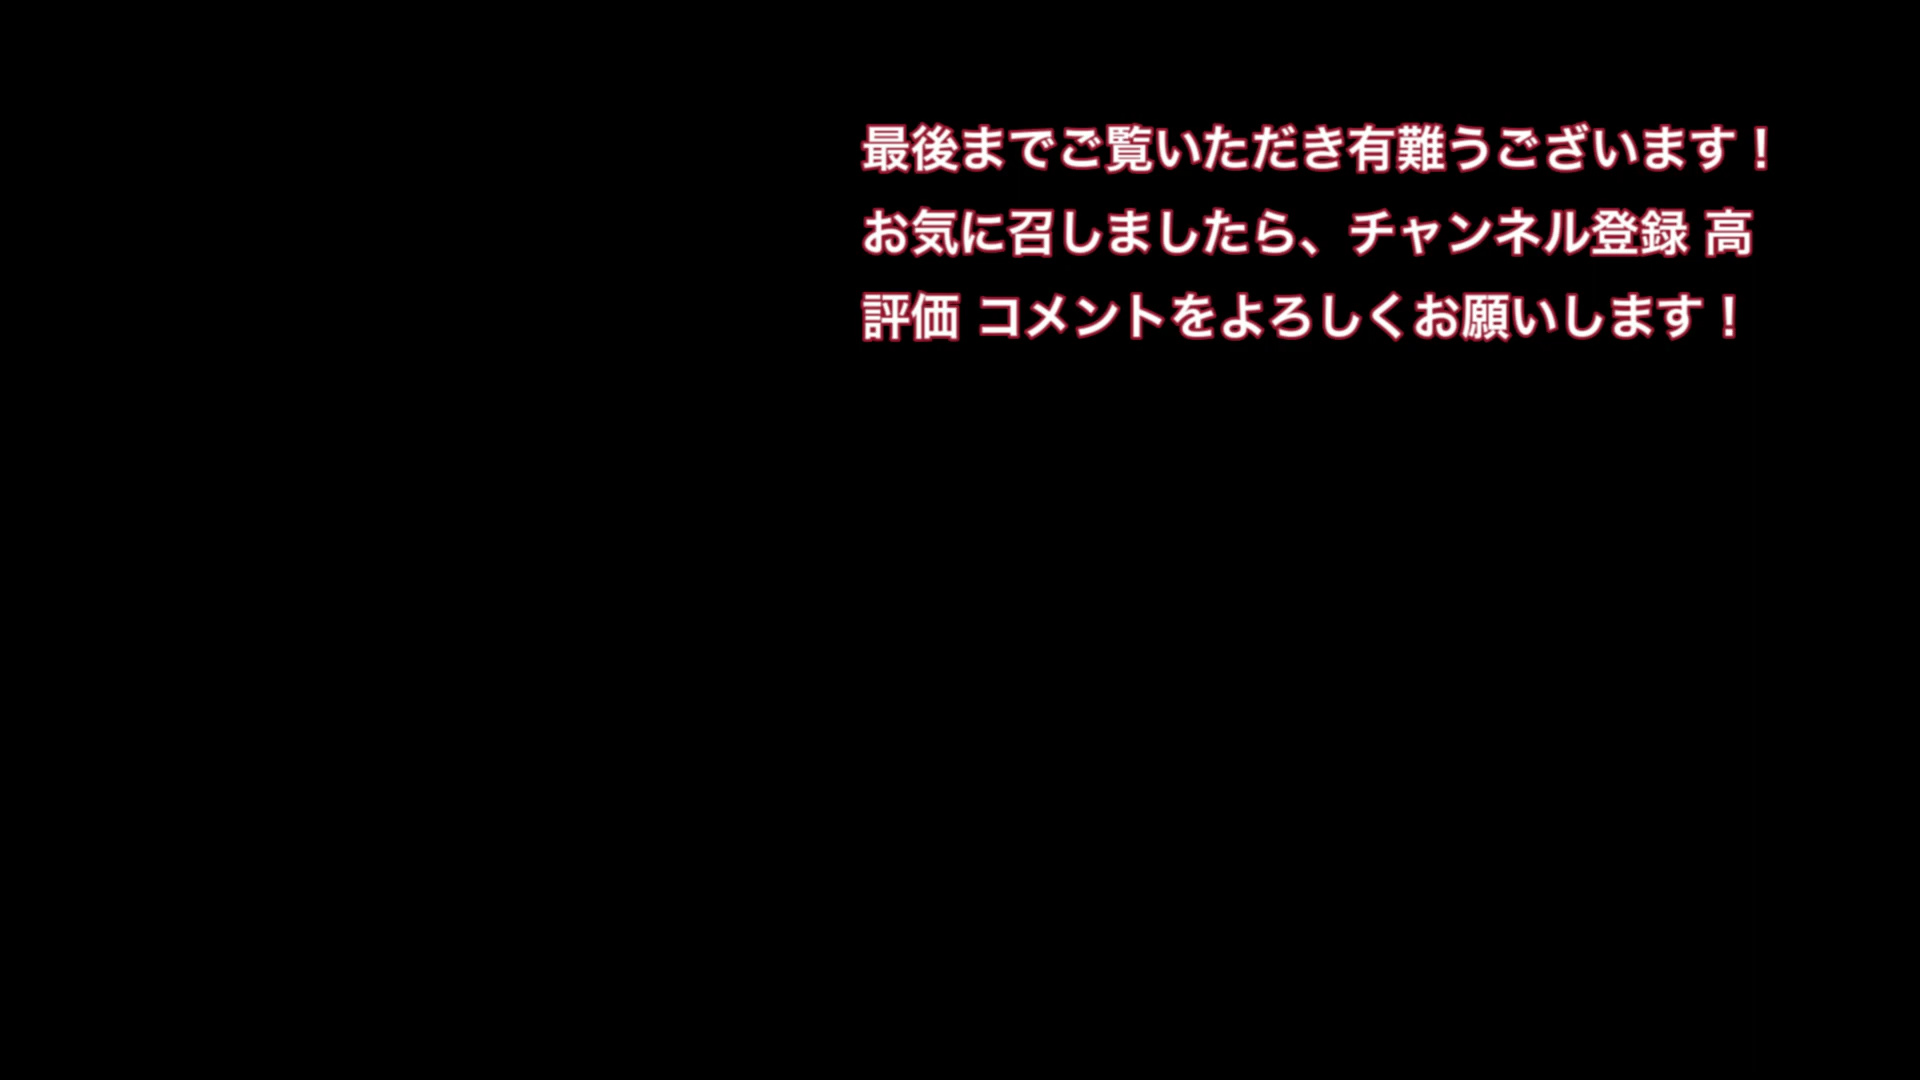 最後までご覧いただき有難うございます！
お気に召しましたら、チャンネル登録 高
評価 コメントをよろしくお願いします！